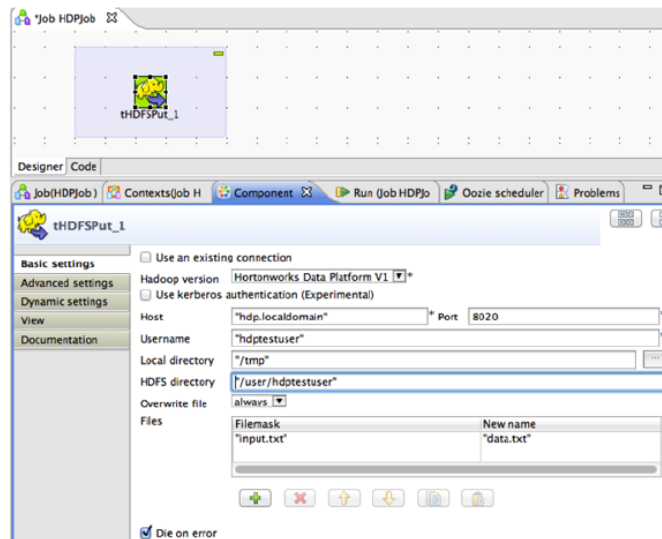 *Job HDPJob
tHDFSPut_1
Designer Code
Job(HDPJob) Contexts(Job H Component Run (Job HDPJo Oozie scheduler Problems
tHDFSPut_1
Basic settings
Advanced settings
Dynamic settings
View
Documentation
Use an existing connection
Hadoop version Hortonworks Data Platform V1 *
Use kerberos authentication (Experimental)
Host "hdp.localdomain" * Port 8020 *
Username "hdptestuser" *
Local directory "/tmp" ...
HDFS directory "/user/hdptestuser"
Overwrite file always
Files Filemask New name
"input.txt" "data.txt"
Die on error